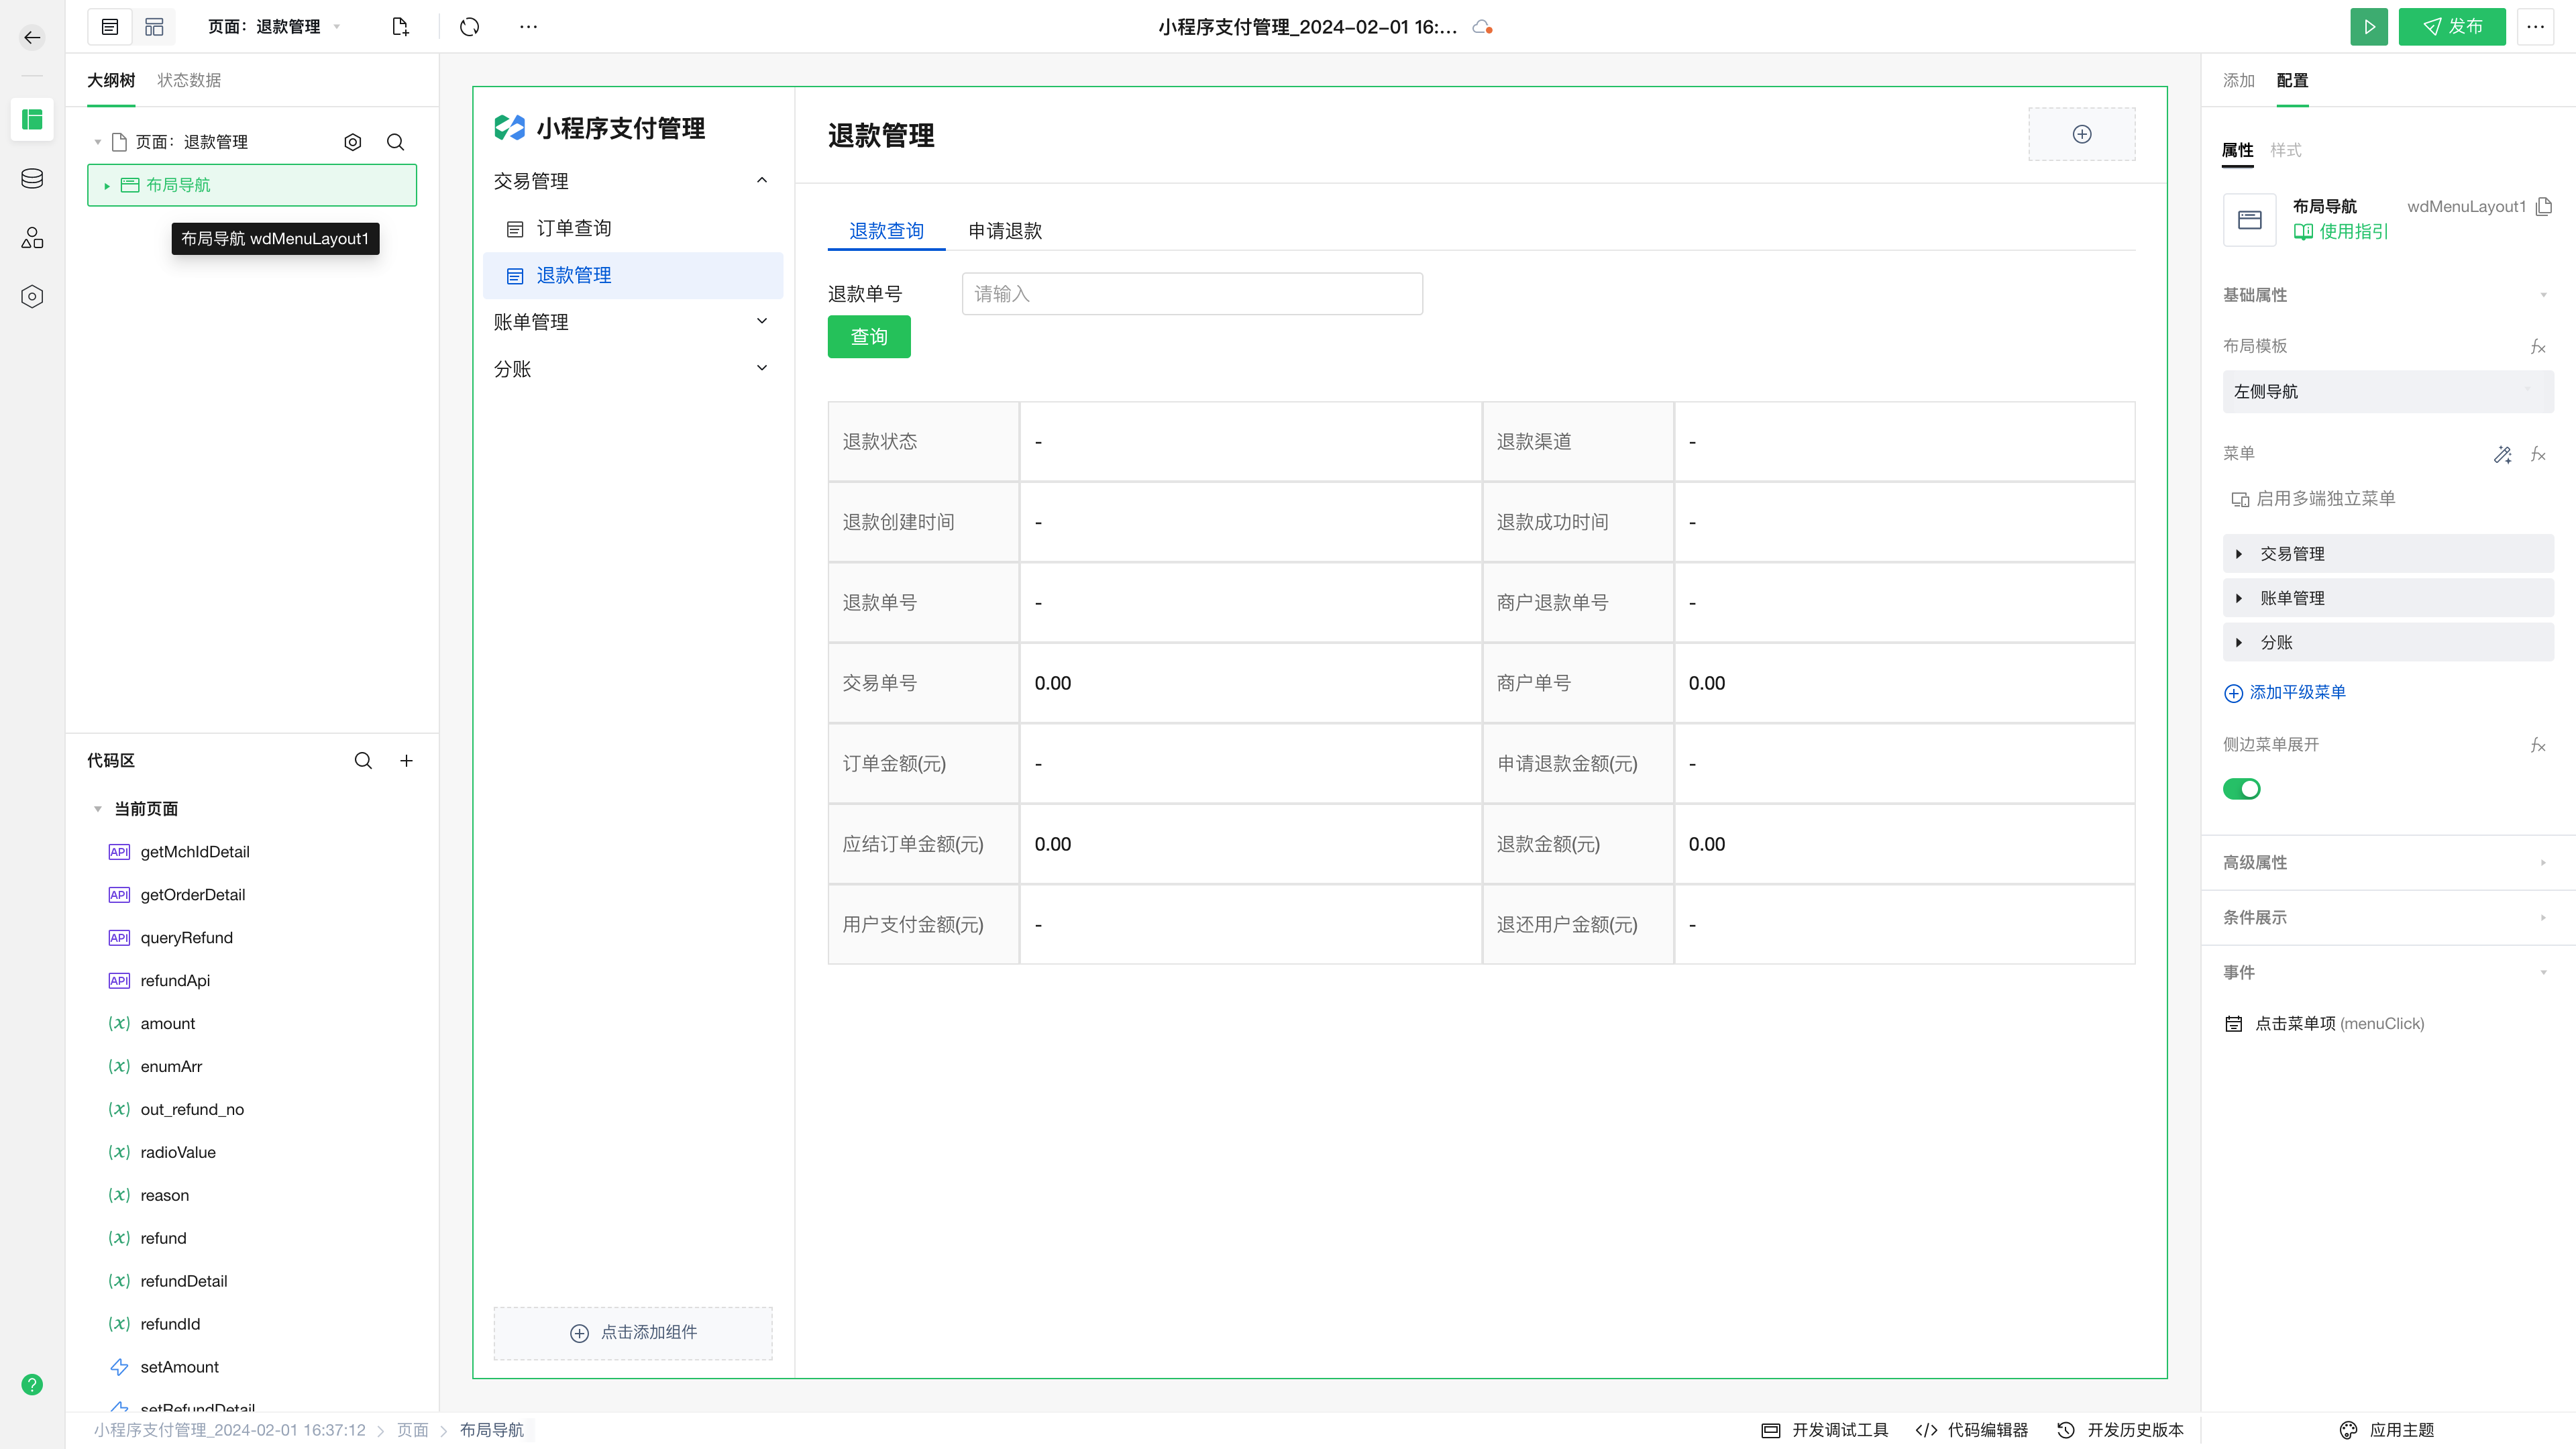 页面：退款管理
小程序支付管理_2024-02-01 16:...
发布
大纲树
状态数据
页面：退款管理
布局导航
布局导航 wdMenuLayout1
代码区
当前页面
API getMchIdDetail
API getOrderDetail
API queryRefund
API refundApi
(x) amount
(x) enumArr
(x) out_refund_no
(x) radioValue
(x) reason
(x) refund
(x) refundDetail
(x) refundId
setAmount
setRefundDetail
小程序支付管理
交易管理
订单查询
退款管理
账单管理
分账
点击添加组件
退款管理
退款查询
申请退款
退款单号
请输入
查询
退款状态 - 退款渠道 -
退款创建时间 - 退款成功时间 -
退款单号 - 商户退款单号 -
交易单号 0.00 商户单号 0.00
订单金额(元) - 申请退款金额(元) -
应结订单金额(元) 0.00 退款金额(元) 0.00
用户支付金额(元) - 退还用户金额(元) -
添加
配置
属性
样式
布局导航 wdMenuLayout1
使用指引
基础属性
布局模板 fx
左侧导航
菜单 fx
启用多端独立菜单
交易管理
账单管理
分账
添加平级菜单
侧边菜单展开 fx
高级属性
条件展示
事件
点击菜单项 (menuClick)
?
小程序支付管理_2024-02-01 16:37:12 > 页面 > 布局导航
开发调试工具
</> 代码编辑器
开发历史版本
应用主题